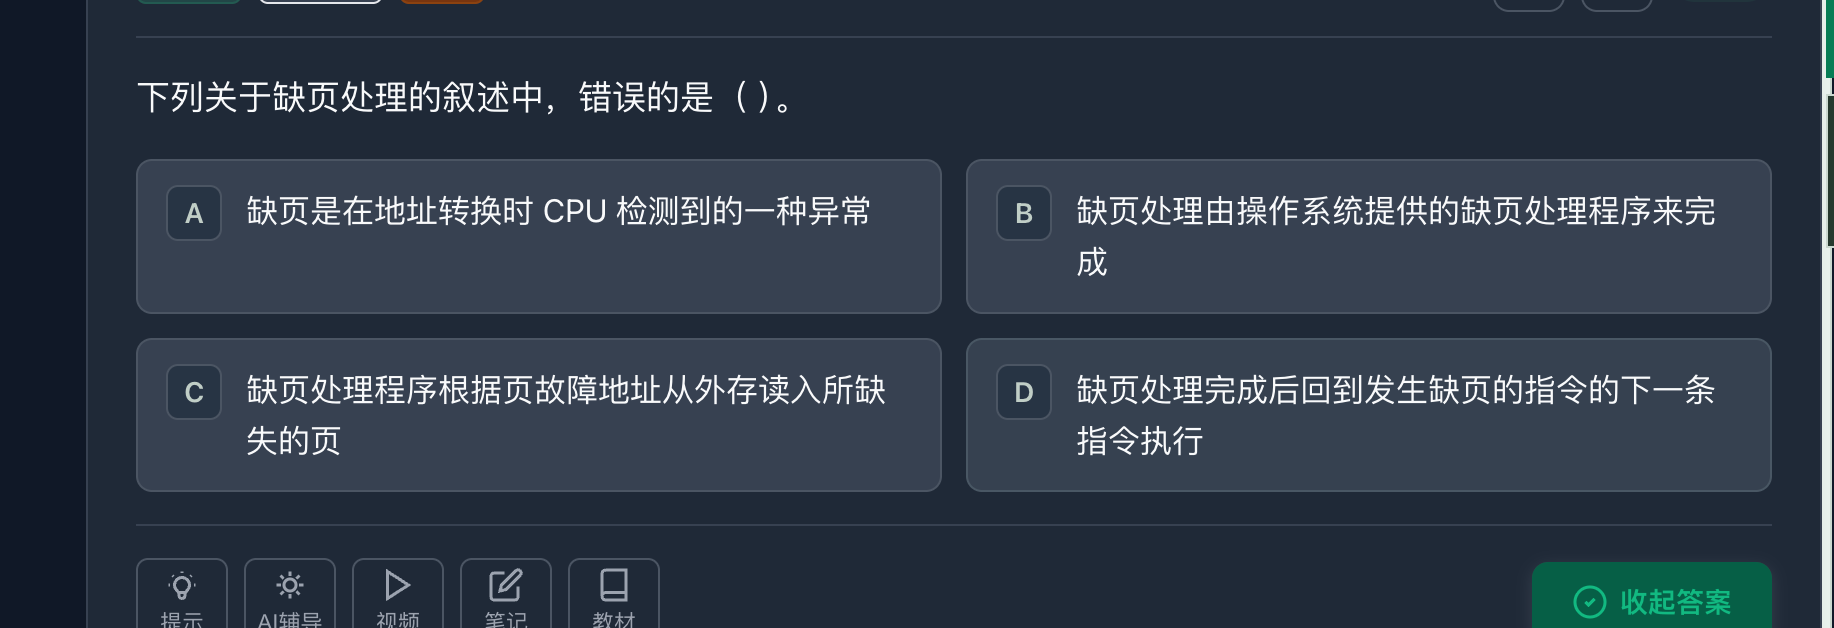 下列关于缺页处理的叙述中，错误的是（）。
A 缺页是在地址转换时 CPU 检测到的一种异常
B 缺页处理由操作系统提供的缺页处理程序来完
成
C 缺页处理程序根据页故障地址从外存读入所缺
失的页
D 缺页处理完成后回到发生缺页的指令的下一条
指令执行
提示 AI辅导 视频 笔记 教材
收起答案